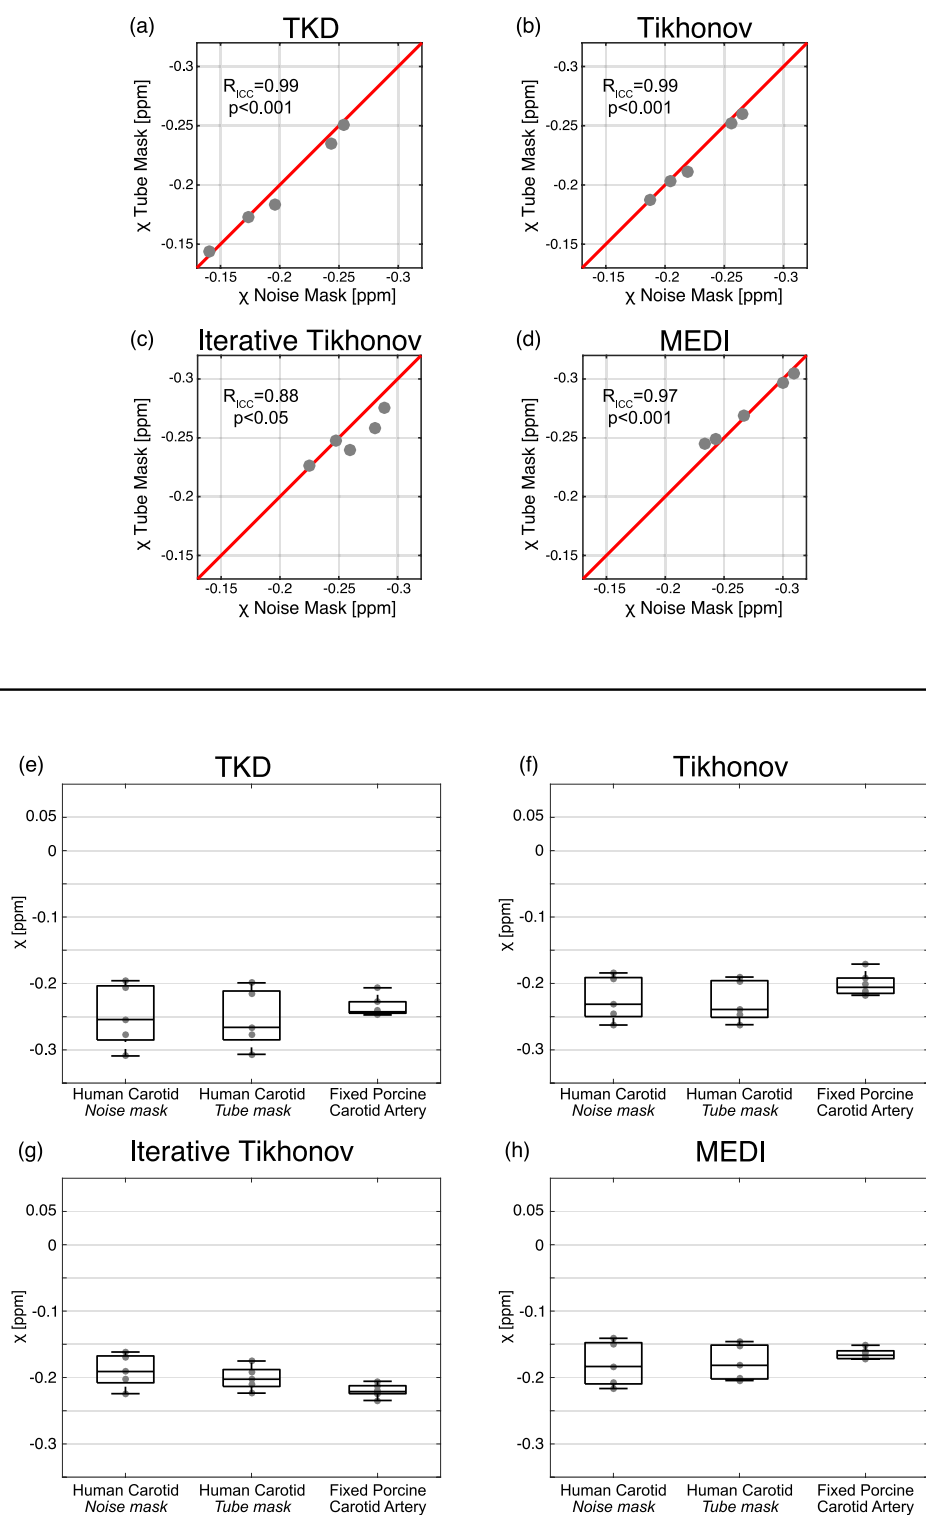 (a) TKD
R_ICC=0.99
p<0.001
χ Tube Mask [ppm]
-0.3
-0.25
-0.2
-0.15
-0.15 -0.2 -0.25 -0.3
χ Noise Mask [ppm]
(b) Tikhonov
R_ICC=0.99
p<0.001
χ Tube Mask [ppm]
-0.3
-0.25
-0.2
-0.15
-0.15 -0.2 -0.25 -0.3
χ Noise Mask [ppm]
(c) Iterative Tikhonov
R_ICC=0.88
p<0.05
χ Tube Mask [ppm]
-0.3
-0.25
-0.2
-0.15
-0.15 -0.2 -0.25 -0.3
χ Noise Mask [ppm]
(d) MEDI
R_ICC=0.97
p<0.001
χ Tube Mask [ppm]
-0.3
-0.25
-0.2
-0.15
-0.15 -0.2 -0.25 -0.3
χ Noise Mask [ppm]
(e) TKD
χ [ppm]
0.05
0
-0.1
-0.2
-0.3
Human Carotid Human Carotid Fixed Porcine
Noise mask Tube mask Carotid Artery
(f) Tikhonov
χ [ppm]
0.05
0
-0.1
-0.2
-0.3
Human Carotid Human Carotid Fixed Porcine
Noise mask Tube mask Carotid Artery
(g) Iterative Tikhonov
χ [ppm]
0.05
0
-0.1
-0.2
-0.3
Human Carotid Human Carotid Fixed Porcine
Noise mask Tube mask Carotid Artery
(h) MEDI
χ [ppm]
0.05
0
-0.1
-0.2
-0.3
Human Carotid Human Carotid Fixed Porcine
Noise mask Tube mask Carotid Artery